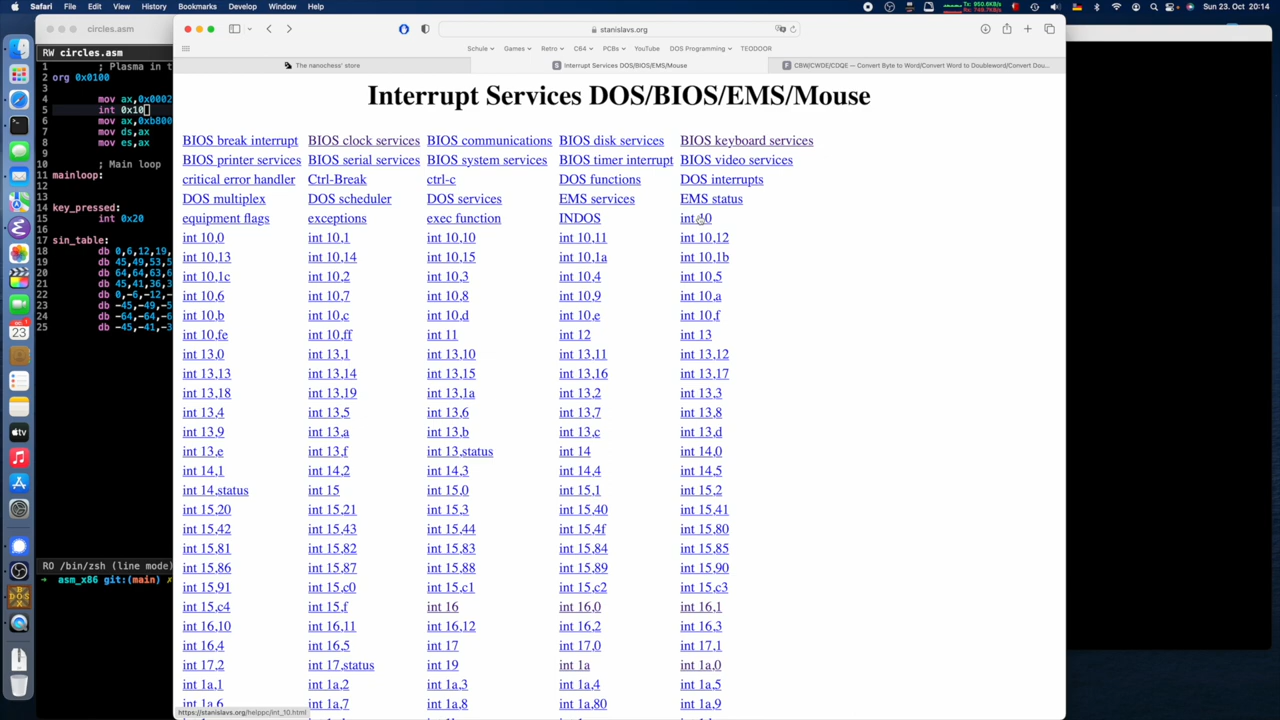 Safari File Edit View History Bookmarks Develop Window Help Sun 23. Oct 20:14
circles.asm
stanislavs.org
Schule Games Retro C64 PCBs YouTube DOS Programming TEODOOR
The nanochess' store
Interrupt Services DOS/BIOS/EMS/Mouse
CBW/CWDE/CDQE — Convert Byte to Word/Convert Word to Doubleword/Convert Dou...
RW circles.asm
1 ; Plasma in t
2 org 0x0100
3
4 mov ax,0x0002
5 int 0x10
6 mov ax,0xb800
7 mov ds,ax
8 mov es,ax
9
10 ; Main loop
11 mainloop:
12
13
14 key_pressed:
15 int 0x20
16
17 sin_table:
18 db 0,6,12,19,
19 db 45,49,53,5
20 db 64,64,63,6
21 db 45,41,36,3
22 db 0,-6,-12,-
23 db -45,-49,-5
24 db -64,-64,-6
25 db -45,-41,-3
RO /bin/zsh (line mode)
➜ asm_x86 git:(main) ✗
Interrupt Services DOS/BIOS/EMS/Mouse
BIOS break interrupt BIOS clock services BIOS communications BIOS disk services BIOS keyboard services
BIOS printer services BIOS serial services BIOS system services BIOS timer interrupt BIOS video services
critical error handler Ctrl-Break ctrl-c DOS functions DOS interrupts
DOS multiplex DOS scheduler DOS services EMS services EMS status
equipment flags exceptions exec function INDOS int 10
int 10,0 int 10,1 int 10,10 int 10,11 int 10,12
int 10,13 int 10,14 int 10,15 int 10,1a int 10,1b
int 10,1c int 10,2 int 10,3 int 10,4 int 10,5
int 10,6 int 10,7 int 10,8 int 10,9 int 10,a
int 10,b int 10,c int 10,d int 10,e int 10,f
int 10,fe int 10,ff int 11 int 12 int 13
int 13,0 int 13,1 int 13,10 int 13,11 int 13,12
int 13,13 int 13,14 int 13,15 int 13,16 int 13,17
int 13,18 int 13,19 int 13,1a int 13,2 int 13,3
int 13,4 int 13,5 int 13,6 int 13,7 int 13,8
int 13,9 int 13,a int 13,b int 13,c int 13,d
int 13,e int 13,f int 13,status int 14 int 14,0
int 14,1 int 14,2 int 14,3 int 14,4 int 14,5
int 14,status int 15 int 15,0 int 15,1 int 15,2
int 15,20 int 15,21 int 15,3 int 15,40 int 15,41
int 15,42 int 15,43 int 15,44 int 15,4f int 15,80
int 15,81 int 15,82 int 15,83 int 15,84 int 15,85
int 15,86 int 15,87 int 15,88 int 15,89 int 15,90
int 15,91 int 15,c0 int 15,c1 int 15,c2 int 15,c3
int 15,c4 int 15,f int 16 int 16,0 int 16,1
int 16,10 int 16,11 int 16,12 int 16,2 int 16,3
int 16,4 int 16,5 int 17 int 17,0 int 17,1
int 17,2 int 17,status int 19 int 1a int 1a,0
int 1a,1 int 1a,2 int 1a,3 int 1a,4 int 1a,5
int 1a,6 int 1a,7 int 1a,8 int 1a,80 int 1a,9
https://stanislavs.org/helppc/int_10.html